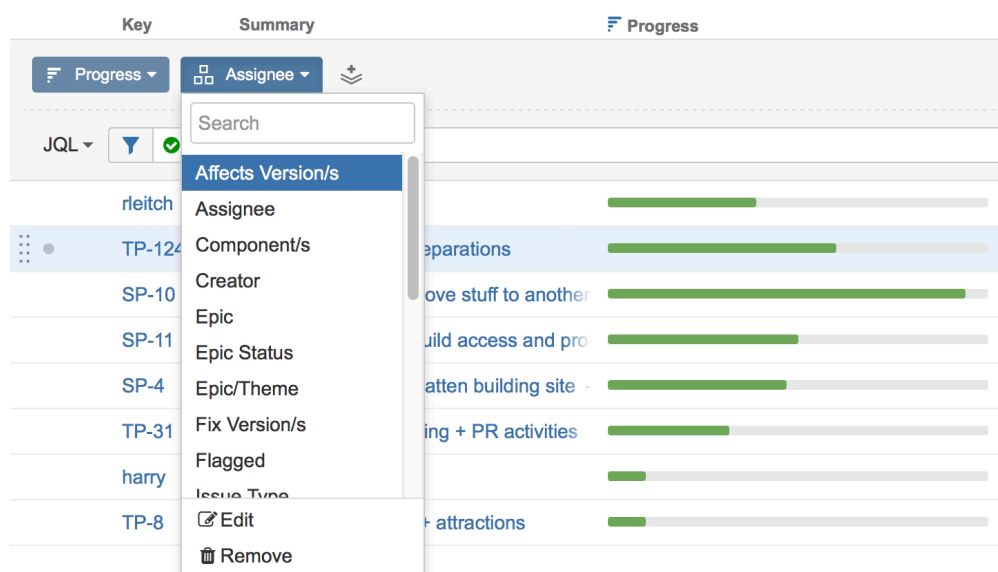 Key Summary Progress
Progress Assignee
Search
JQL
Affects Version/s
rleitch
Assignee
TP-124
Component/s
eparations
Creator
SP-10
ove stuff to another
Epic
SP-11
Epic Status
uild access and pro
SP-4
Epic/Theme
atten building site -
Fix Version/s
TP-31
ing + PR activities
Flagged
harry
Issue Type
TP-8
Edit
+ attractions
Remove